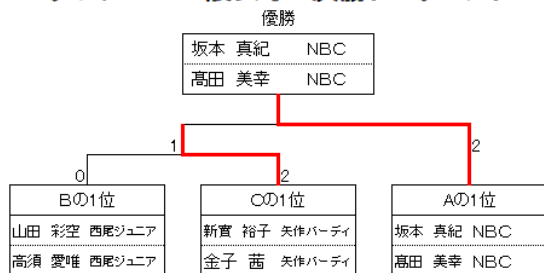 優勝
坂本 真紀 NBC
髙田 美幸 NBC
1
2
0
2
Bの1位
Cの1位
Aの1位
山田 彩空 西尾ジュニア
新實 裕子 矢作バーディ
坂本 真紀 NBC
高須 愛唯 西尾ジュニア
金子 茜 矢作バーディ
髙田 美幸 NBC